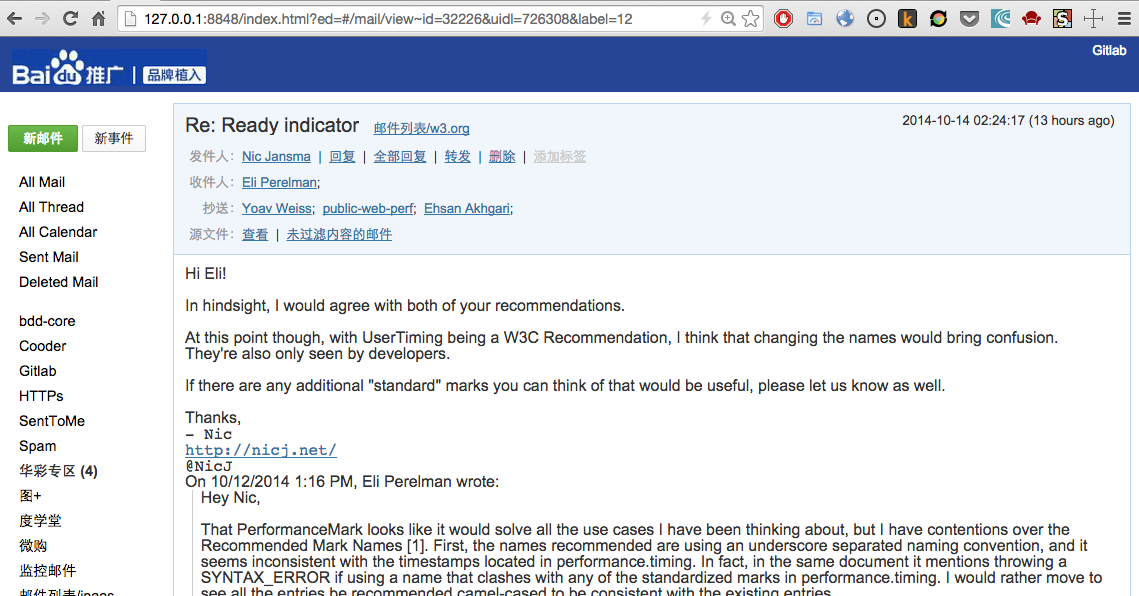 127.0.0.1:8848/index.html?ed=#/mail/view~id=32226&uidl=726308&label=12
Gitlab
Bai du 推广 | 品牌植入
新邮件 新事件
All Mail
All Thread
All Calendar
Sent Mail
Deleted Mail
bdd-core
Cooder
Gitlab
HTTPs
SentToMe
Spam
华彩专区 (4)
图+
度学堂
微购
监控邮件
Re: Ready indicator 邮件列表/w3.org 2014-10-14 02:24:17 (13 hours ago)
发件人: Nic Jansma | 回复 | 全部回复 | 转发 | 删除 | 添加标签
收件人: Eli Perelman;
抄送: Yoav Weiss; public-web-perf; Ehsan Akhgari;
源文件: 查看 | 未过滤内容的邮件
Hi Eli!
In hindsight, I would agree with both of your recommendations.
At this point though, with UserTiming being a W3C Recommendation, I think that changing the names would bring confusion.
They're also only seen by developers.
If there are any additional "standard" marks you can think of that would be useful, please let us know as well.
Thanks,
- Nic
http://nicj.net/
@NicJ
On 10/12/2014 1:16 PM, Eli Perelman wrote:
Hey Nic,
That PerformanceMark looks like it would solve all the use cases I have been thinking about, but I have contentions over the
Recommended Mark Names [1]. First, the names recommended are using an underscore separated naming convention, and it
seems inconsistent with the timestamps located in performance.timing. In fact, in the same document it mentions throwing a
SYNTAX_ERROR if using a name that clashes with any of the standardized marks in performance.timing. I would rather move to
see all the entries be recommended camel-cased to be consistent with the existing entries.